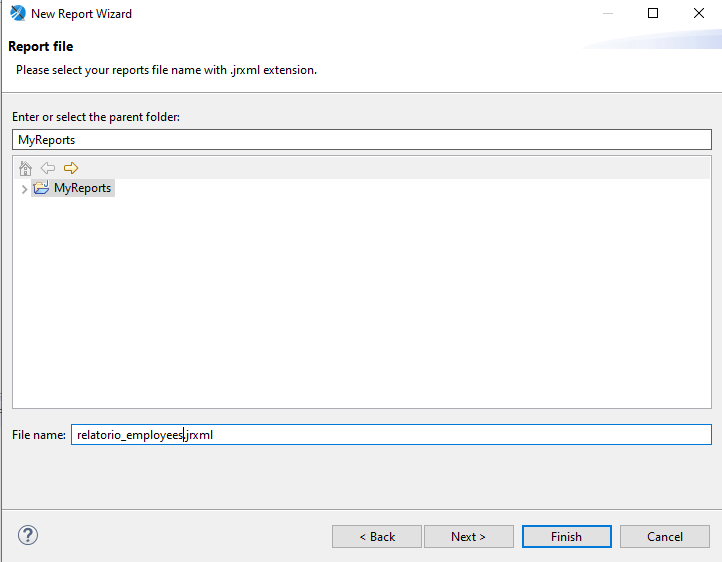 New Report Wizard
Report file
Please select your reports file name with .jrxml extension.
Enter or select the parent folder:
MyReports
MyReports
File name: relatorio_employees.jrxml
< Back Next > Finish Cancel